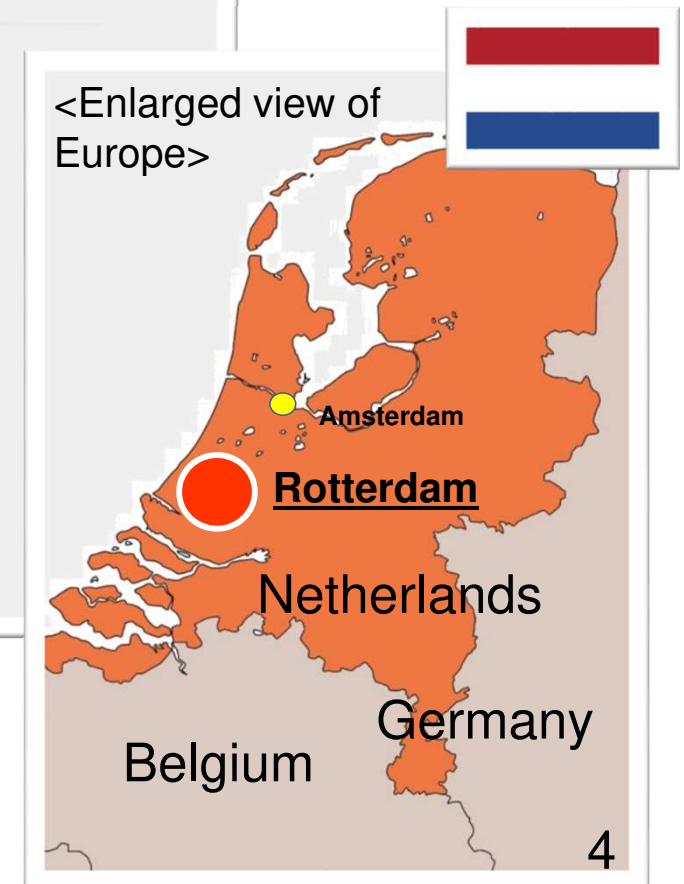 <Enlarged view of
Europe>
Amsterdam
Rotterdam
Netherlands
Germany
Belgium
4